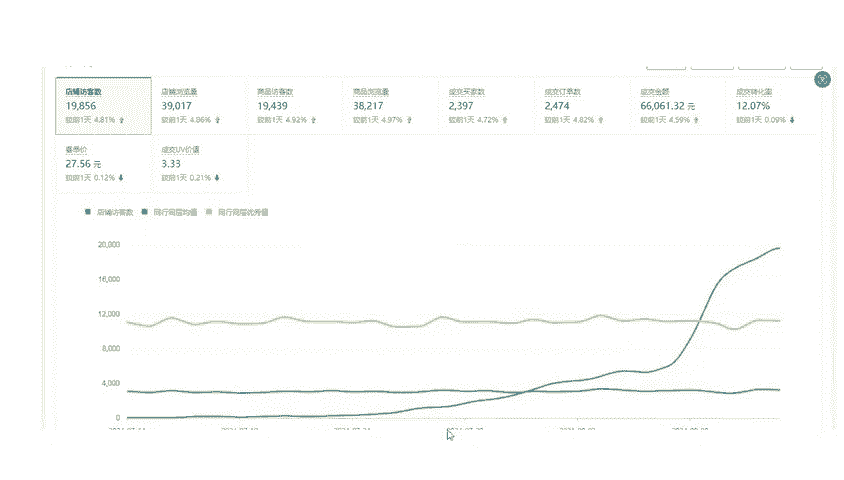 店铺访客数 店铺浏览量 商品访客数 商品浏览量 成交买家数 成交订单数 成交金额 成交转化率
19,856 39,017 19,439 38,217 2,397 2,474 66,061.32 元 12.07%
较前1天 4.81% 较前1天 4.86% 较前1天 4.92% 较前1天 4.97% 较前1天 4.72% 较前1天 4.82% 较前1天 4.59% 较前1天 0.09%
客单价 成交UV价值
27.56 元 3.33
较前1天 0.12% 较前1天 0.21%
店铺访客数 同行同层均值 同行同层优秀值
20,000
16,000
12,000
8,000
4,000
0